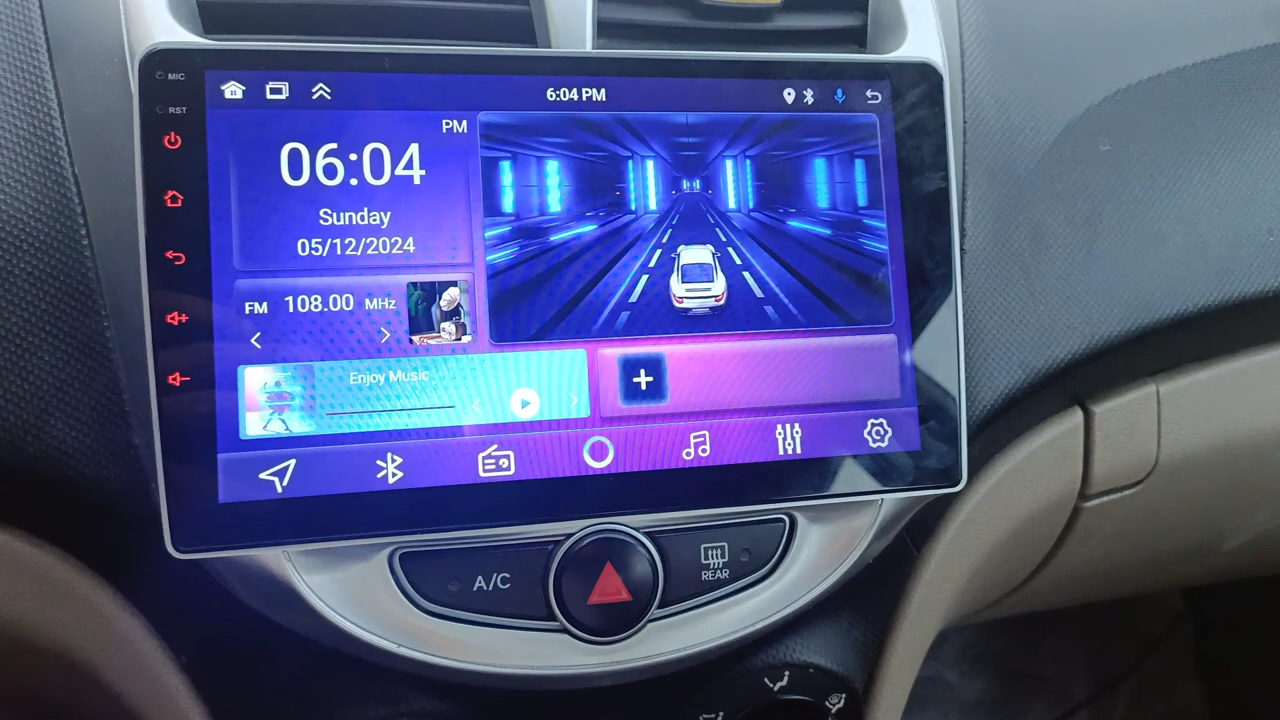 MIC
6:04 PM
RST
PM
06:04
Sunday
05/12/2024
FM 108.00 MHz
Enjoy Music
A/C
REAR